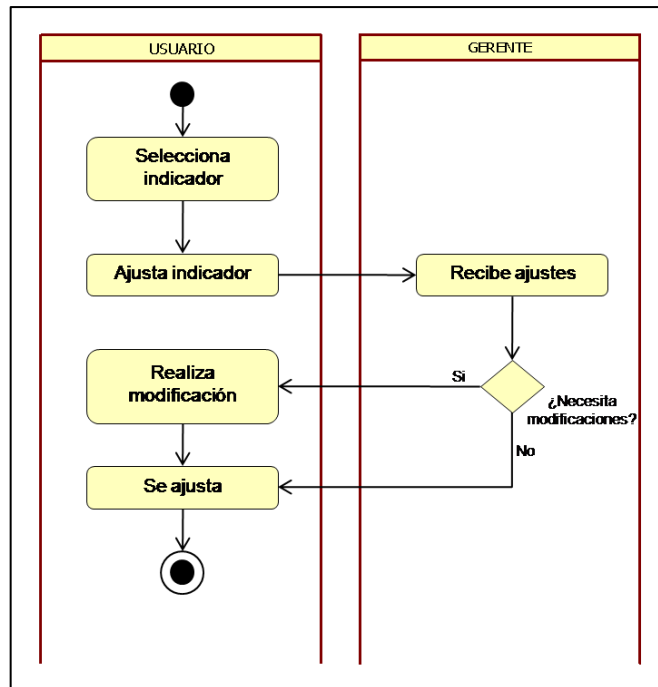 USUARIO
GERENTE
Selecciona
indicador
Ajusta indicador
Recibe ajustes
Realiza
modificación
Si
¿Necesita
modificaciones?
No
Se ajusta